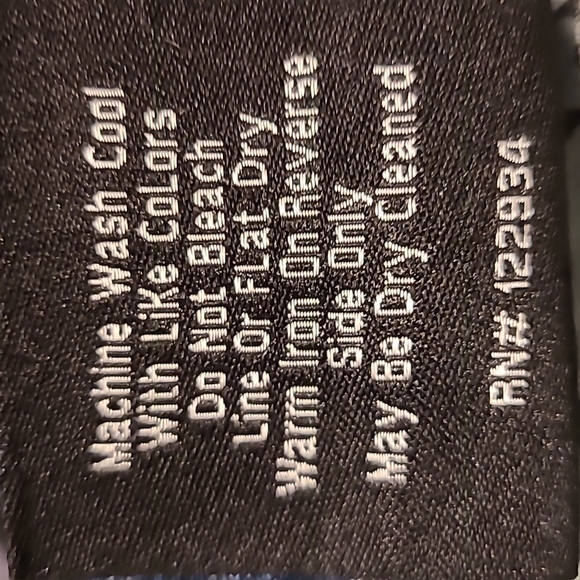 Machine Wash Cool
With Like CoLors
Do Not Bleach
Line Or FLat Dry
Warm Iron On Reverse
Side Only
May Be Dry Cleaned
RN# 122934